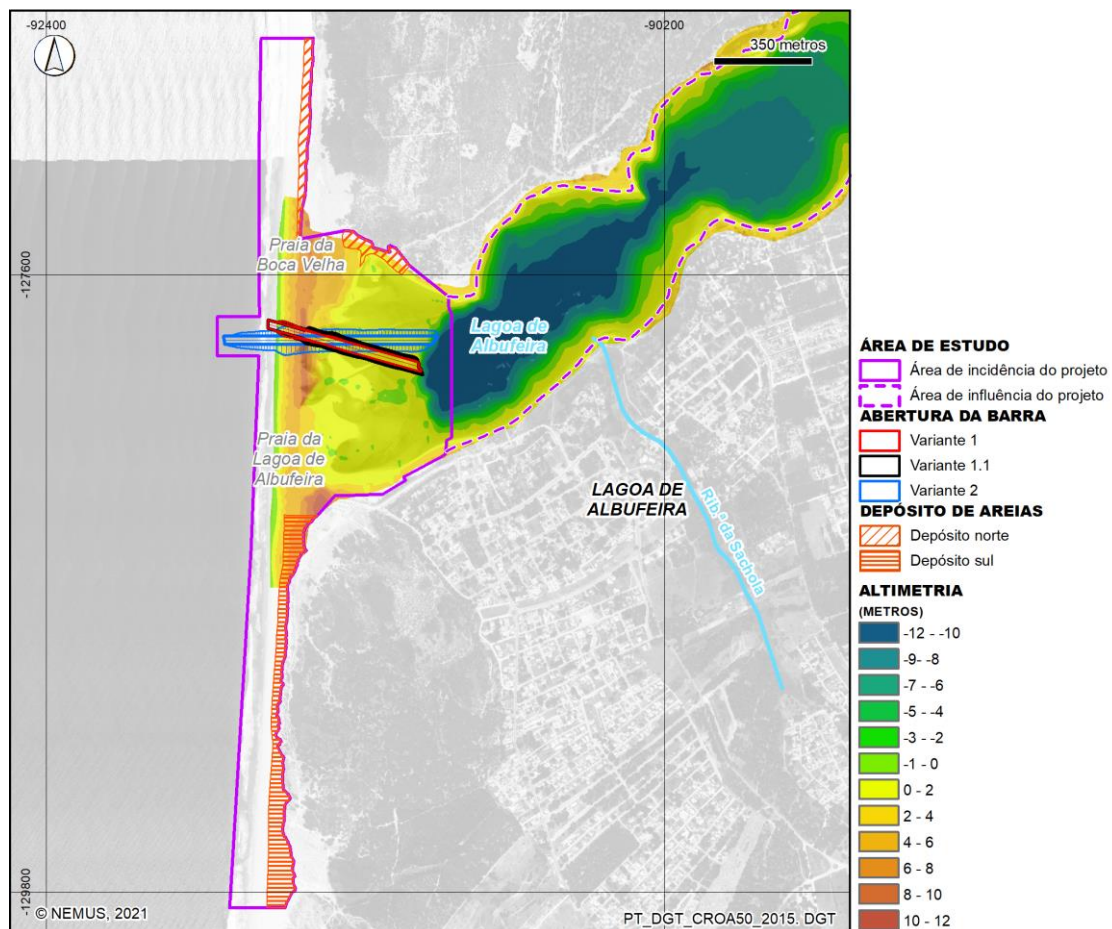 -92400
-90200
350 metros
-127600
-129800
Praia da
Boca Velha
Lagoa de
Albufeira
Praia da
Lagoa de
Albufeira
LAGOA DE
ALBUFEIRA
Rib.ª da Sachola
© NEMUS, 2021
PT_DGT_CROA50_2015. DGT
ÁREA DE ESTUDO
Área de incidência do projeto
Área de influência do projeto
ABERTURA DA BARRA
Variante 1
Variante 1.1
Variante 2
DEPÓSITO DE AREIAS
Depósito norte
Depósito sul
ALTIMETRIA
(METROS)
-12 - -10
-9- -8
-7 - -6
-5 - -4
-3 - -2
-1 - 0
0 - 2
2 - 4
4 - 6
6 - 8
8 - 10
10 - 12